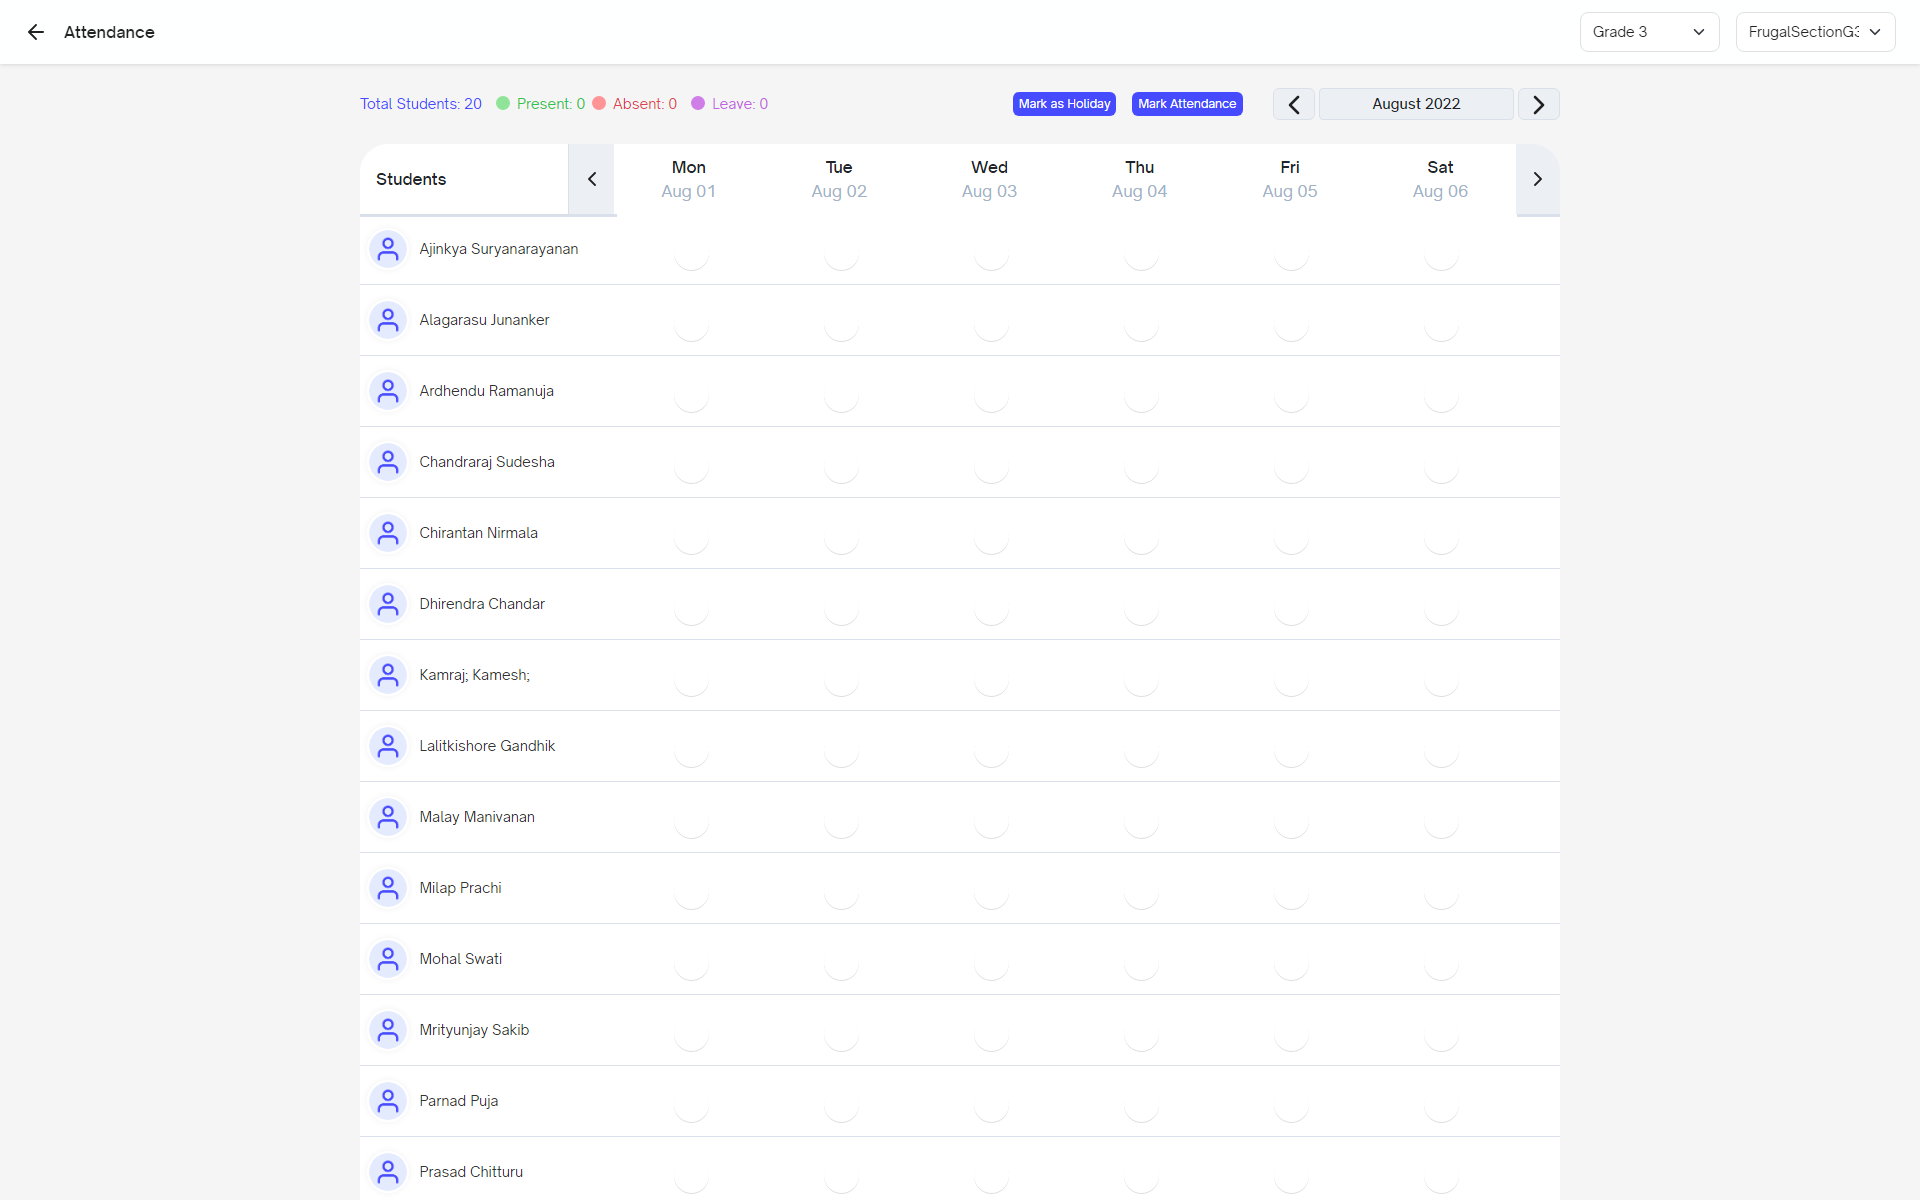 Attendance
Grade 3
FrugalSectionG3
Total Students: 20
Present: 0
Absent: 0
Leave: 0
Mark as Holiday
Mark Attendance
August 2022
Students
Mon
Tue
Wed
Thu
Fri
Sat
Aug 01
Aug 02
Aug 03
Aug 04
Aug 05
Aug 06
Ajinkya Suryanarayanan
Alagarasu Junanker
Ardhendu Ramanuja
Chandraraj Sudesha
Chirantan Nirmala
Dhirendra Chandar
Kamraj; Kamesh;
Lalitkishore Gandhik
Malay Manivanan
Milap Prachi
Mohal Swati
Mrityunjay Sakib
Parnad Puja
Prasad Chitturu